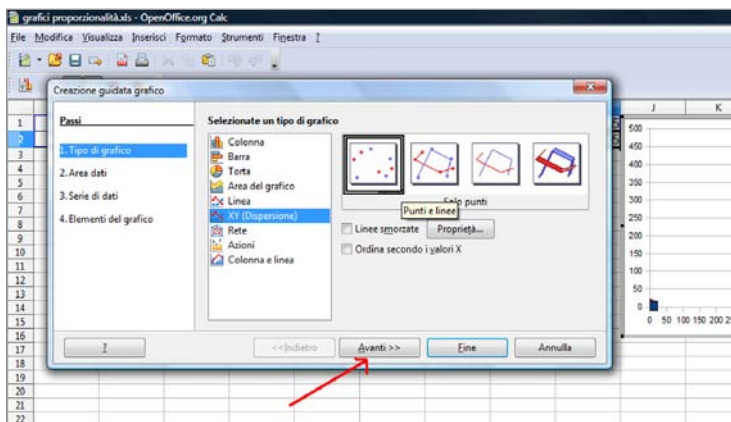 grafici proporzionalità.xls - OpenOffice.org Calc
File Modifica Visualizza Inserisci Formato Strumenti Finestra ?
Creazione guidata grafico
Passi
1. Tipo di grafico
2. Area dati
3. Serie di dati
4. Elementi del grafico
Selezionate un tipo di grafico
Colonna
Barra
Torta
Area del grafico
Linea
XY (Dispersione)
Rete
Azioni
Colonna e linea
Solo punti
Punti e linee
Linee smorzate
Proprietà...
Ordina secondo i valori X
?
<<Indietro
Avanti >>
Fine
Annulla
J K
1
2
3
4
5
6
7
8
9
10
11
12
13
14
15
16
17
18
19
20
21
22
500
450
400
350
300
250
200
150
100
50
0
0 50 100 150 200